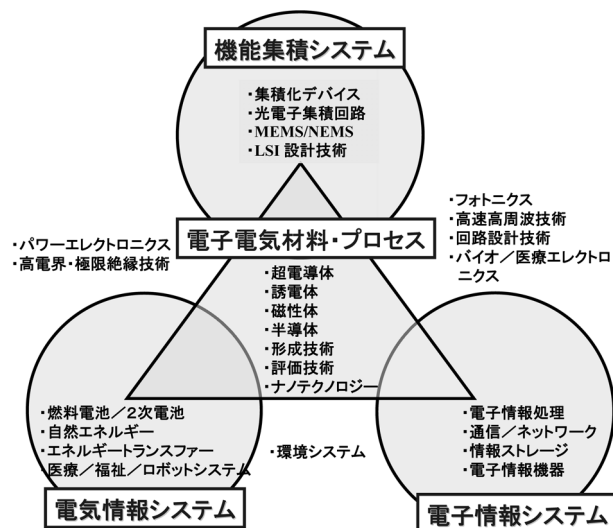 機能集積システム
・集積化デバイス
・光電子集積回路
・MEMS/NEMS
・LSI 設計技術
・パワーエレクトロニクス
・高電界・極限絶縁技術
電子電気材料・プロセス
・フォトニクス
・高速高周波技術
・回路設計技術
・バイオ／医療エレクトロ
ニクス
・超電導体
・誘電体
・磁性体
・半導体
・形成技術
・評価技術
・ナノテクノロジー
・燃料電池／２次電池
・自然エネルギー
・エネルギートランスファー
医療／福祉／ロボットシステム
電気情報システム
・環境システム
・電子情報処理
・通信／ネットワーク
・情報ストレージ
・電子情報機器
電子情報システム